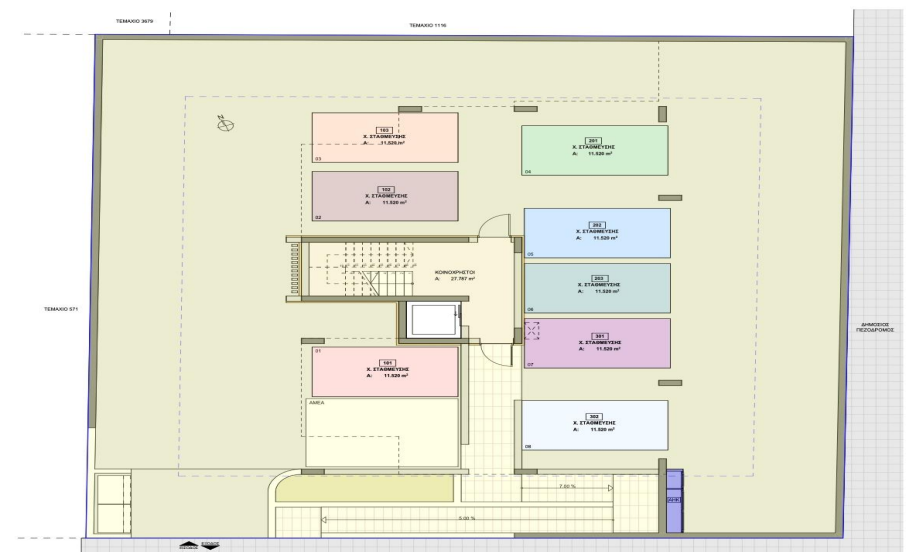 ΤΕΜΑΧΙΟ 3679
ΤΕΜΑΧΙΟ 1116
103
Χ. ΣΤΑΘΜΕΥΣΗΣ
A: 11.520 m²
03
201
Χ. ΣΤΑΘΜΕΥΣΗΣ
A: 11.520 m²
04
102
Χ. ΣΤΑΘΜΕΥΣΗΣ
A: 11.520 m²
02
202
Χ. ΣΤΑΘΜΕΥΣΗΣ
A: 11.520 m²
05
ΚΟΙΝΟΧΡΗΣΤΟΙ
A: 27.787 m²
203
Χ. ΣΤΑΘΜΕΥΣΗΣ
A: 11.520 m²
06
ΤΕΜΑΧΙΟ 571
ΔΗΜΟΣΙΟΣ
ΠΕΖΟΔΡΟΜΟΣ
301
Χ. ΣΤΑΘΜΕΥΣΗΣ
A: 11.520 m²
07
01
101
Χ. ΣΤΑΘΜΕΥΣΗΣ
A: 11.520 m²
ΑΜΕΑ
302
Χ. ΣΤΑΘΜΕΥΣΗΣ
A: 11.520 m²
08
7.00 %
ΑΗΚ
5.00 %
ΕΙΣΟΔΟΣ
ΕΞΟΔΟΣ